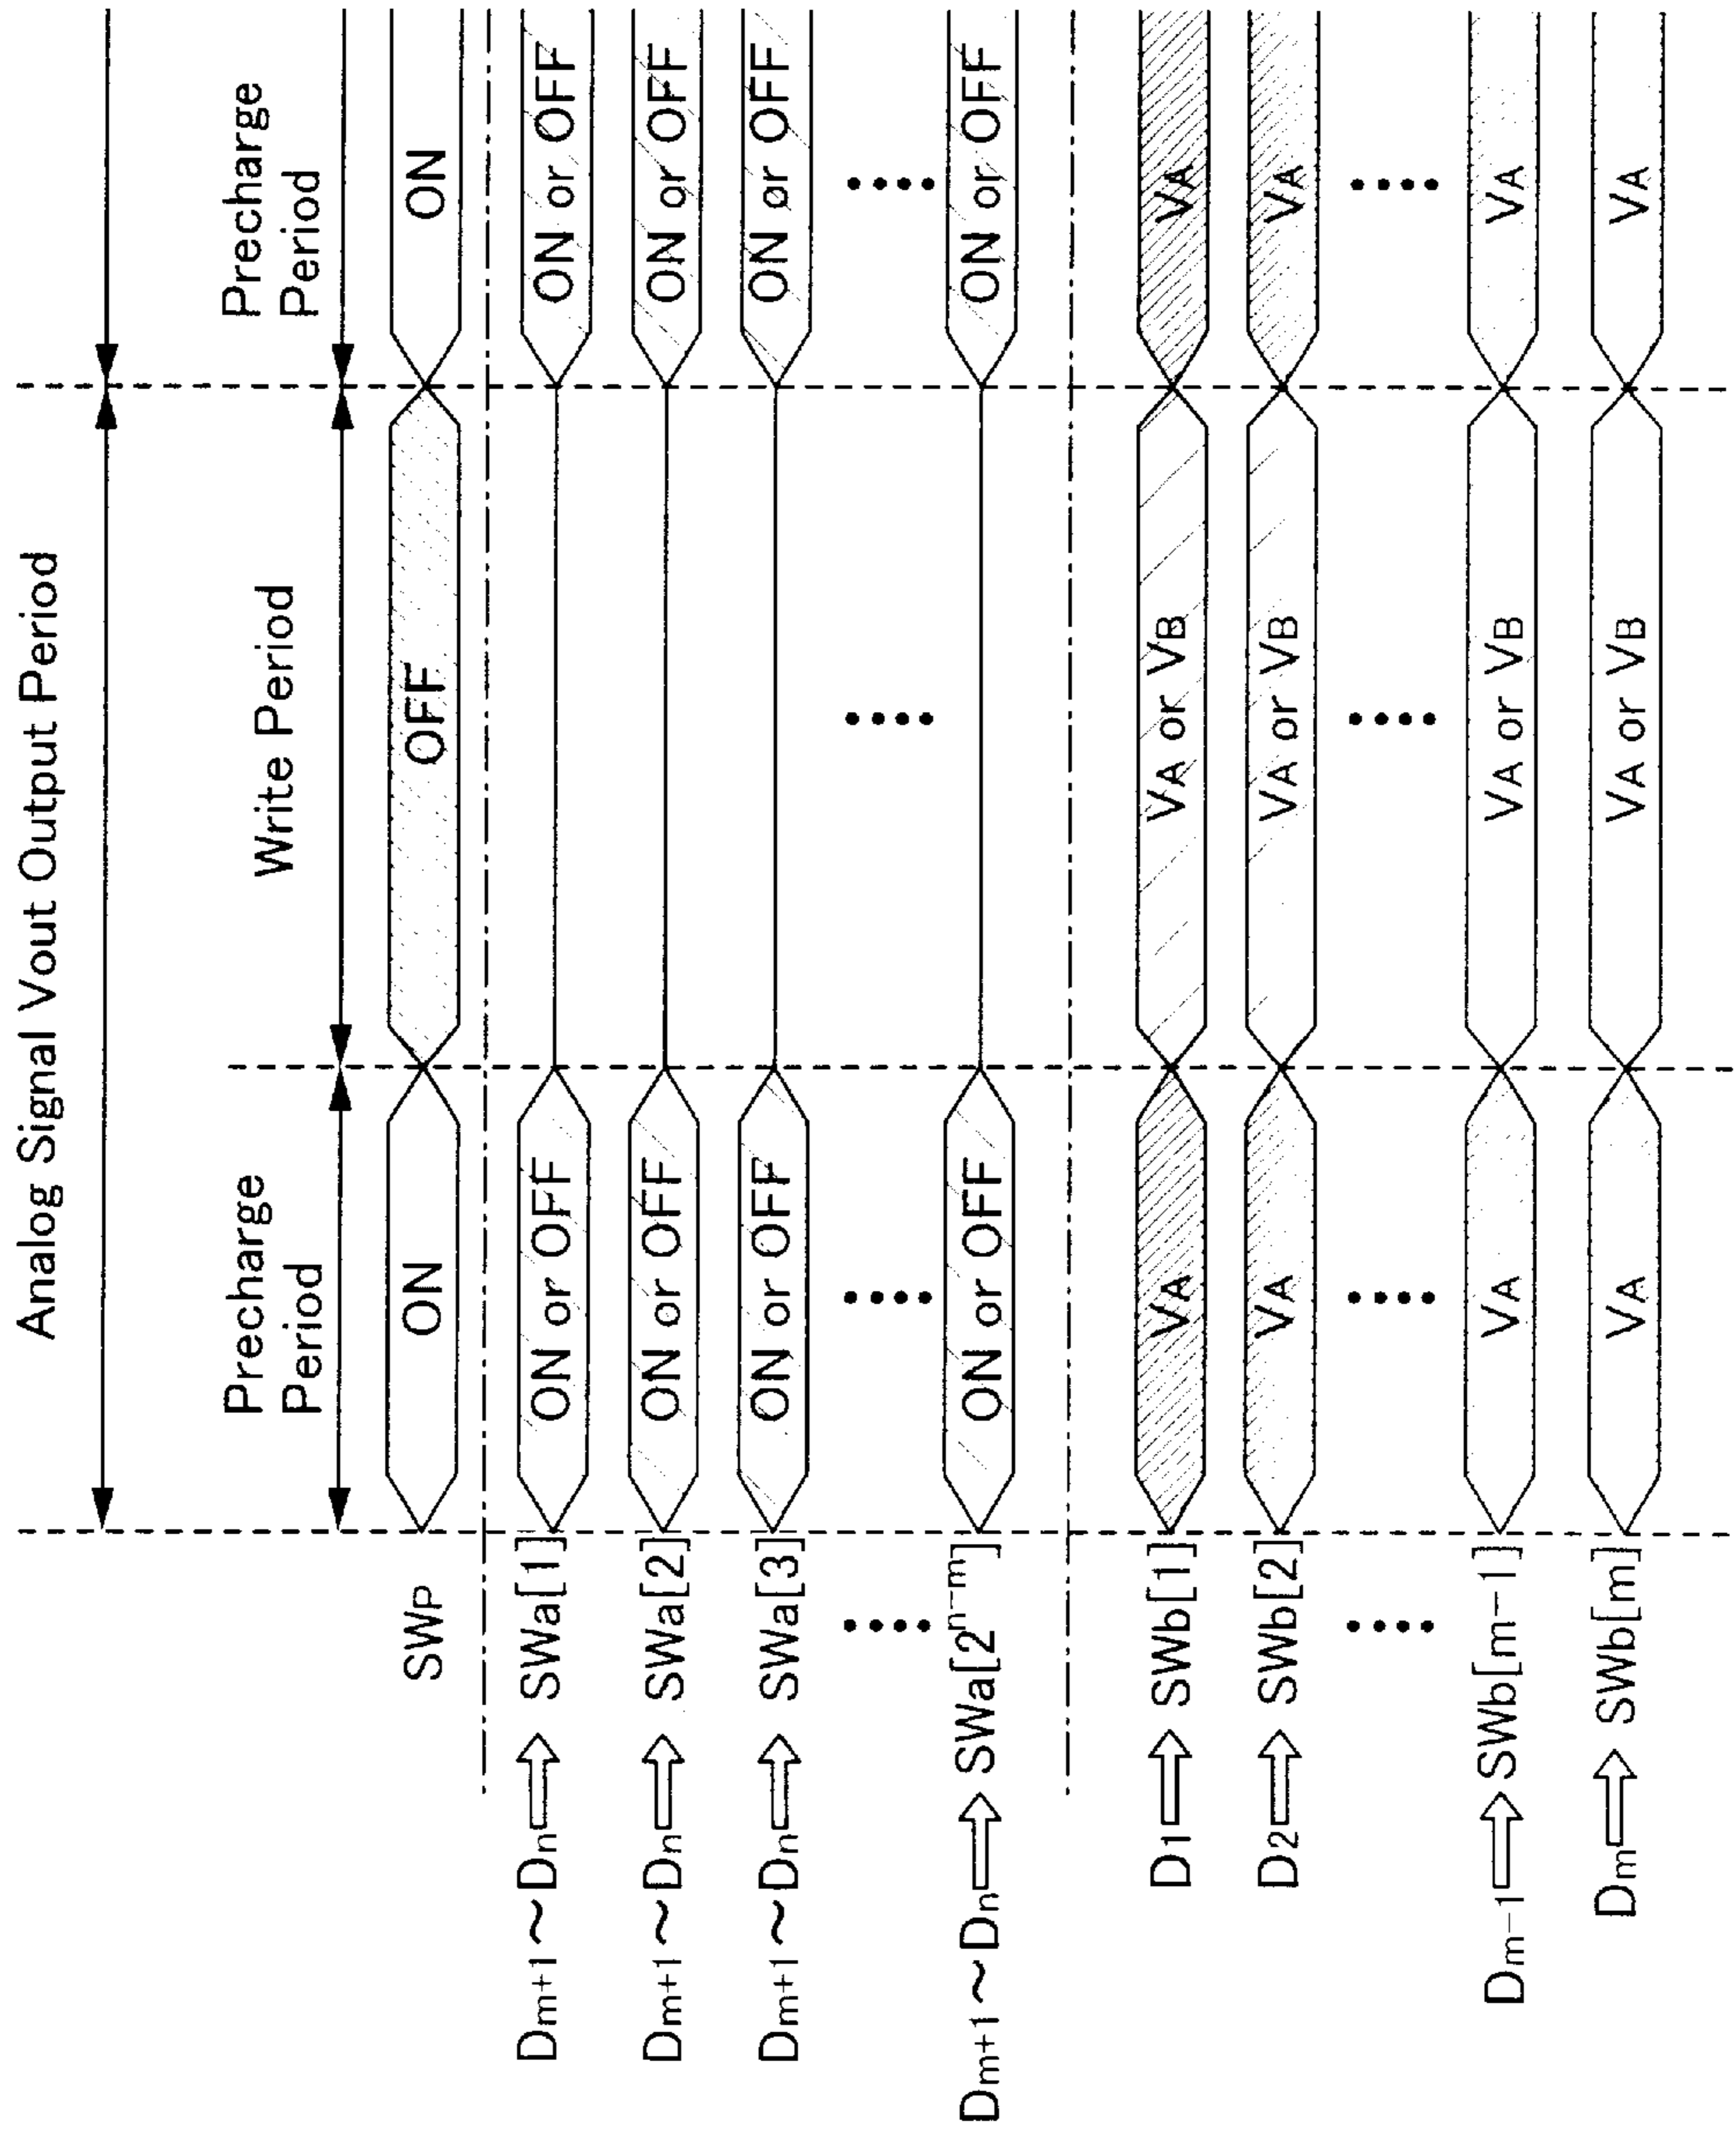 Analog Signal Vout Output Period
Precharge Period
Write Period
Precharge Period
SWP ON OFF ON
Dm+1~Dn ⇒ SWa[1] ON or OFF ON or OFF
Dm+1~Dn ⇒ SWa[2] ON or OFF ON or OFF
Dm+1~Dn ⇒ SWa[3] ON or OFF ON or OFF
•••• •••• •••• ••••
Dm+1~Dn ⇒ SWa[2^n-m] ON or OFF ON or OFF
D1 ⇒ SWb[1] VA VA or VB VA
D2 ⇒ SWb[2] VA VA or VB VA
•••• •••• •••• ••••
Dm-1 ⇒ SWb[m-1] VA VA or VB VA
Dm ⇒ SWb[m] VA VA or VB VA